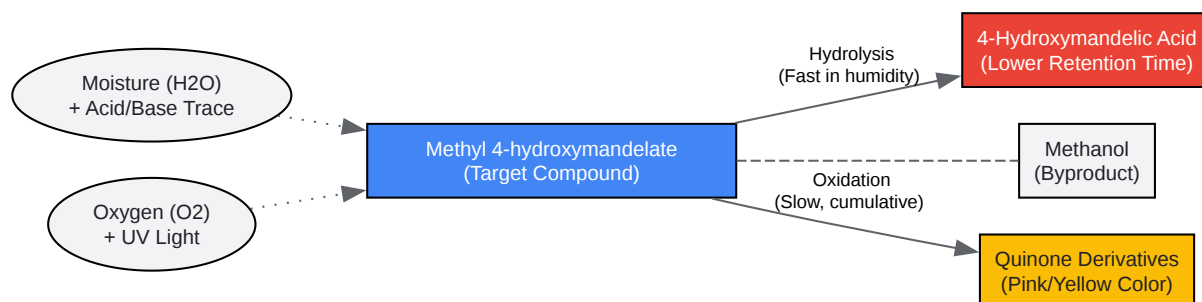 Moisture (H2O)
+ Acid/Base Trace
Oxygen (O2)
+ UV Light
Methyl 4-hydroxymandelate
(Target Compound)
Hydrolysis
(Fast in humidity)
Oxidation
(Slow, cumulative)
4-Hydroxymandelic Acid
(Lower Retention Time)
Methanol
(Byproduct)
Quinone Derivatives
(Pink/Yellow Color)